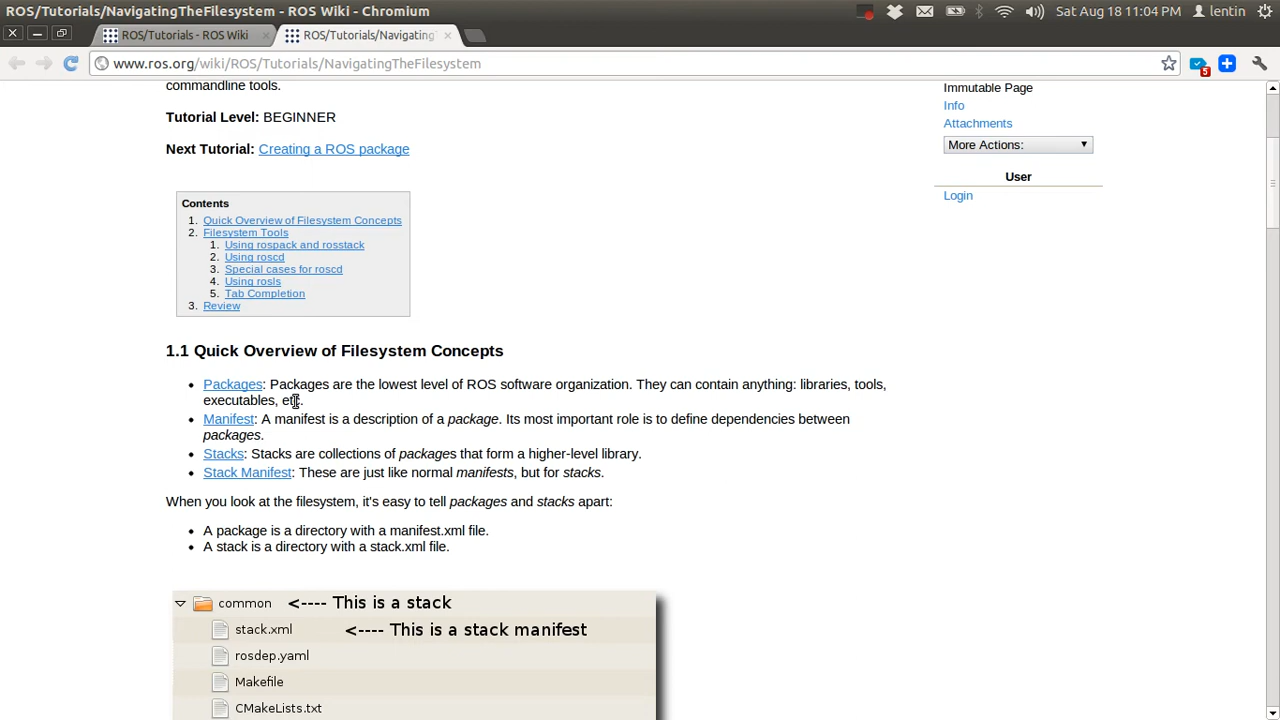 ROS/Tutorials/NavigatingTheFilesystem - ROS Wiki - Chromium
Sat Aug 18 11:04 PM
lentin
ROS/Tutorials - ROS Wiki
ROS/Tutorials/Navigating
www.ros.org/wiki/ROS/Tutorials/NavigatingTheFilesystem
5
commandline tools.
Tutorial Level: BEGINNER
Next Tutorial: Creating a ROS package
Immutable Page
Info
Attachments
More Actions:
User
Login
Contents
1. Quick Overview of Filesystem Concepts
2. Filesystem Tools
1. Using rospack and rosstack
2. Using roscd
3. Special cases for roscd
4. Using rosls
5. Tab Completion
3. Review
1.1 Quick Overview of Filesystem Concepts
• Packages: Packages are the lowest level of ROS software organization. They can contain anything: libraries, tools,
executables, etc.
• Manifest: A manifest is a description of a package. Its most important role is to define dependencies between
packages.
• Stacks: Stacks are collections of packages that form a higher-level library.
• Stack Manifest: These are just like normal manifests, but for stacks.
When you look at the filesystem, it's easy to tell packages and stacks apart:
• A package is a directory with a manifest.xml file.
• A stack is a directory with a stack.xml file.
common <---- This is a stack
stack.xml <---- This is a stack manifest
rosdep.yaml
Makefile
CMakeLists.txt